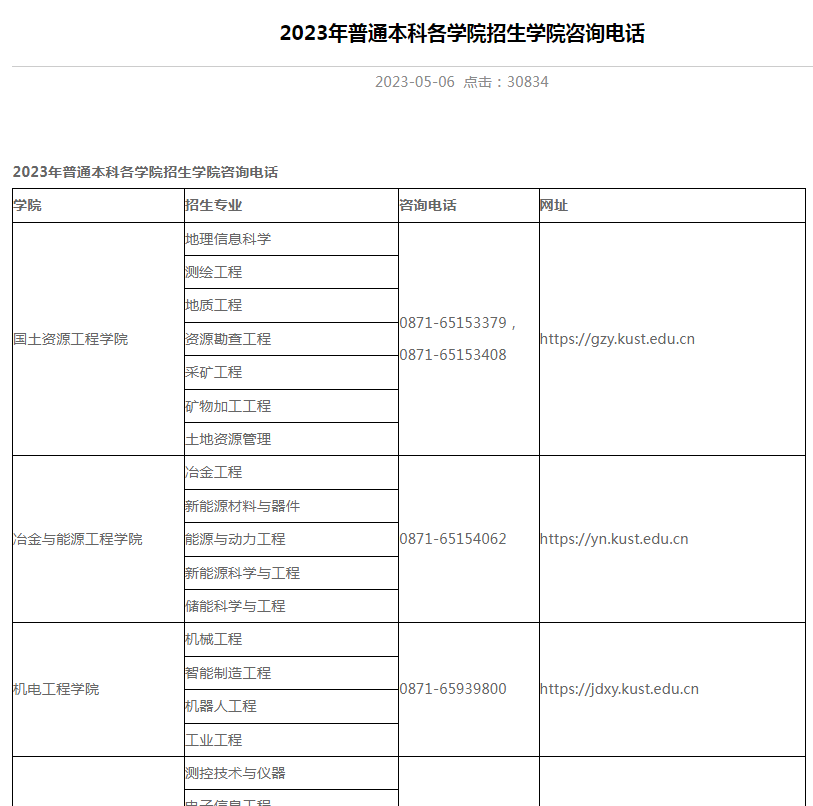 2023年普通本科各学院招生学院咨询电话
2023-05-06 点击：30834
2023年普通本科各学院招生学院咨询电话
学院 招生专业 咨询电话 网址
国土资源工程学院
地理信息科学
测绘工程
地质工程
资源勘查工程
采矿工程
矿物加工工程
土地资源管理
0871-65153379，
0871-65153408
https://gzy.kust.edu.cn
冶金与能源工程学院
冶金工程
新能源材料与器件
能源与动力工程
新能源科学与工程
储能科学与工程
0871-65154062
https://yn.kust.edu.cn
机电工程学院
机械工程
智能制造工程
机器人工程
工业工程
0871-65939800
https://jdxy.kust.edu.cn
测控技术与仪器
电子信息工程